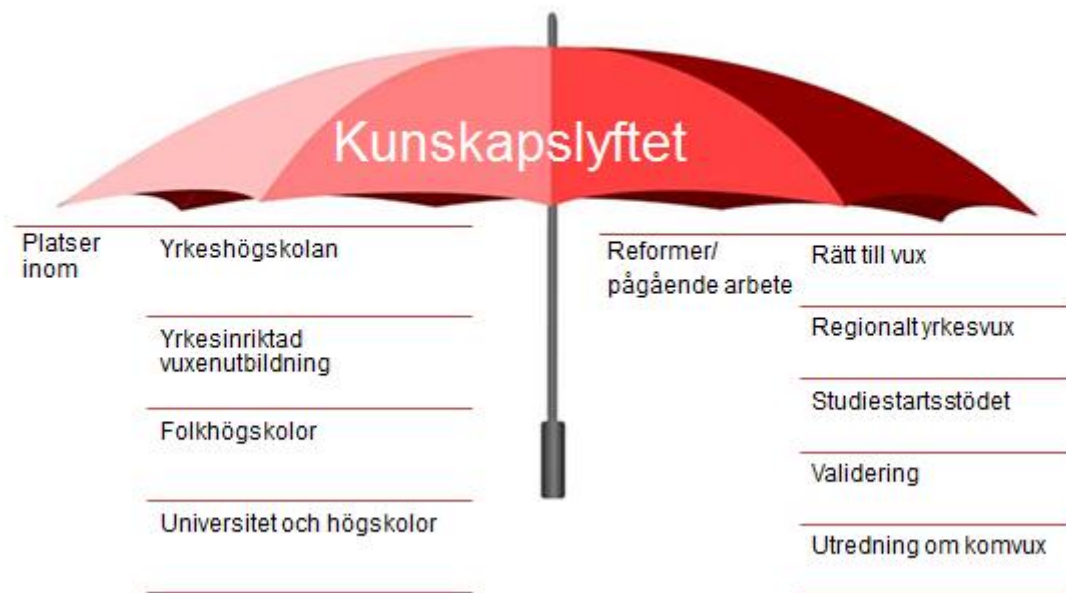 Kunskapslyftet
Platser
inom
Yrkeshögskolan
Yrkesinriktad
vuxenutbildning
Folkhögskolor
Universitet och högskolor
Reformer/
pågående arbete
Rätt till vux
Regionalt yrkesvux
Studiestartsstödet
Validering
Utredning om komvux